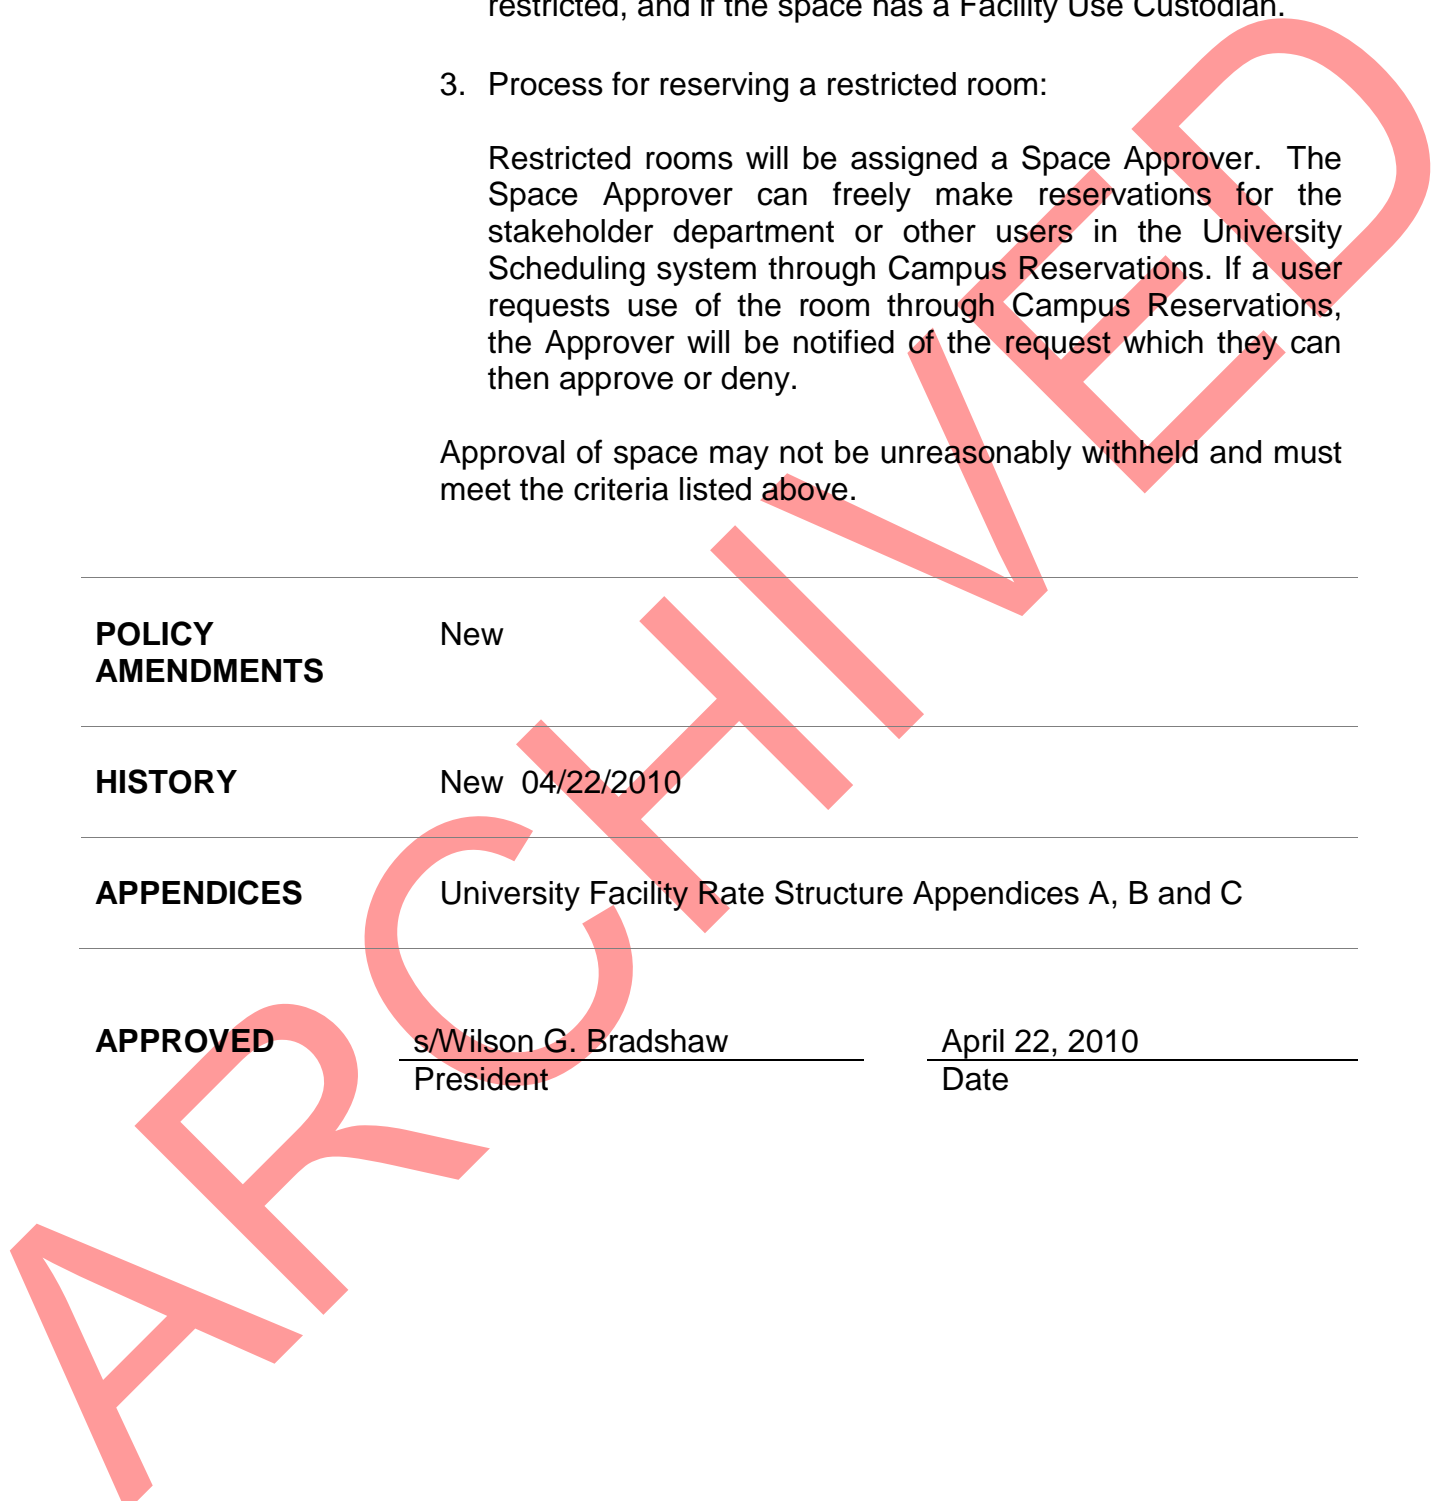 restricted, and if the space has a Facility Use Custodian.
3. Process for reserving a restricted room:
Restricted rooms will be assigned a Space Approver. The
Space Approver can freely make reservations for the
stakeholder department or other users in the University
Scheduling system through Campus Reservations. If a user
requests use of the room through Campus Reservations,
the Approver will be notified of the request which they can
then approve or deny.
Approval of space may not be unreasonably withheld and must
meet the criteria listed above.
POLICY New
AMENDMENTS
HISTORY New 04/22/2010
APPENDICES University Facility Rate Structure Appendices A, B and C
APPROVED s/Wilson G. Bradshaw April 22, 2010
President Date
ARCHIVED